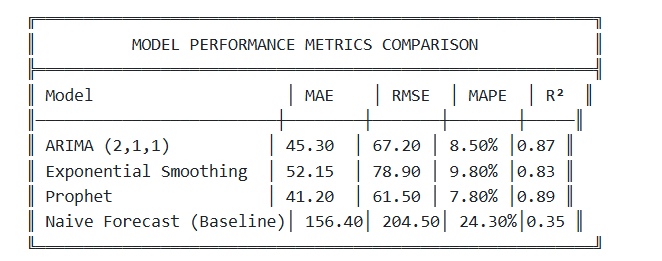 MODEL PERFORMANCE METRICS COMPARISON
Model | MAE | RMSE | MAPE | R²
ARIMA (2,1,1) | 45.30 | 67.20 | 8.50% |0.87
Exponential Smoothing | 52.15 | 78.90 | 9.80% |0.83
Prophet | 41.20 | 61.50 | 7.80% |0.89
Naive Forecast (Baseline)| 156.40| 204.50| 24.30%|0.35